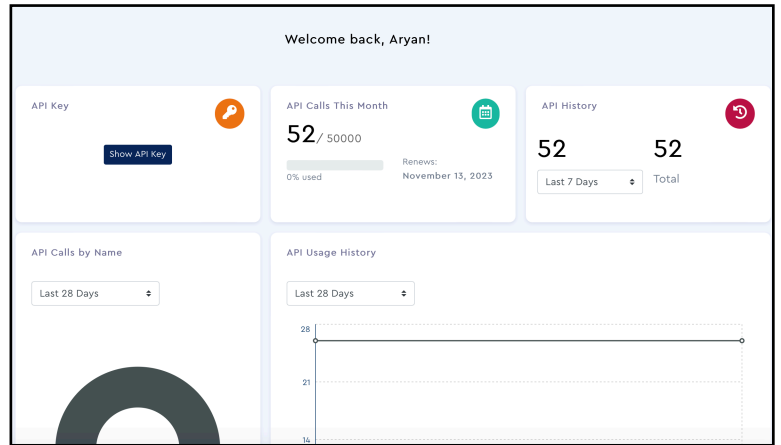 Welcome back, Aryan!
API Key
Show API Key
API Calls This Month
52/ 50000
0% used
Renews:
November 13, 2023
API History
52
Last 7 Days
52
Total
API Calls by Name
Last 28 Days
API Usage History
Last 28 Days
28
21
14